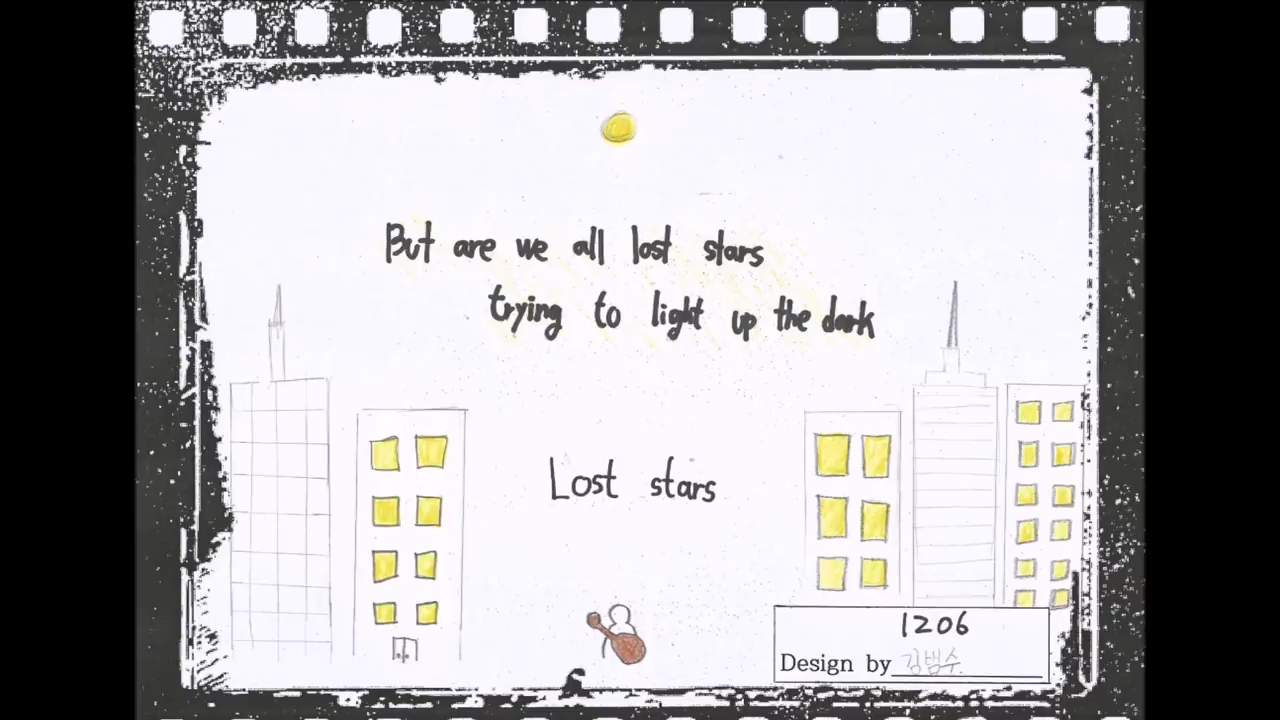 But are we all lost stars
trying to light up the dark
Lost stars
1206
Design by 김범수